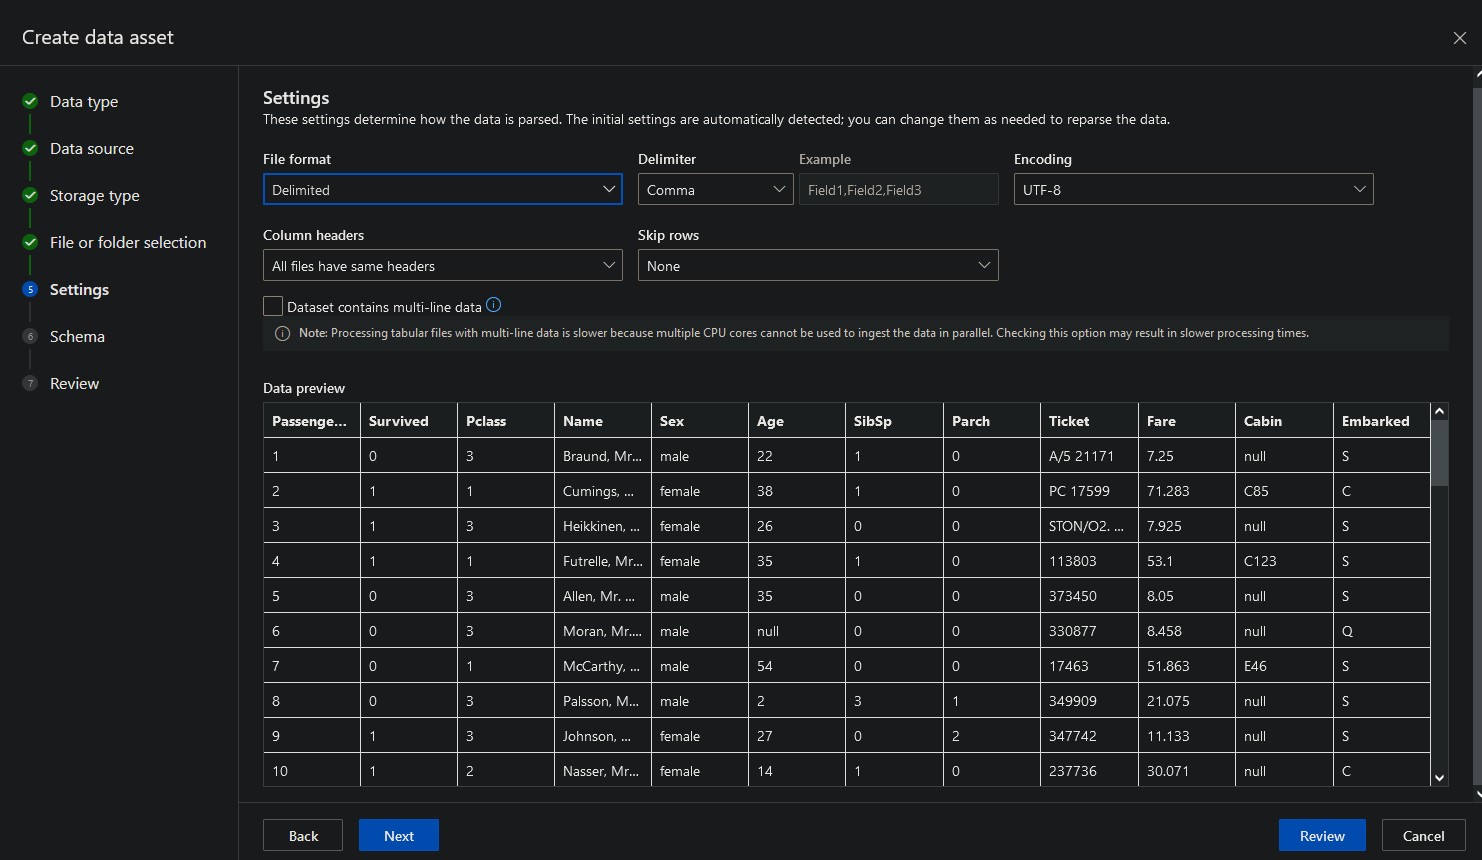 Create data asset
Data type
Data source
Storage type
File or folder selection
5 Settings
6 Schema
7 Review
Settings
These settings determine how the data is parsed. The initial settings are automatically detected; you can change them as needed to reparse the data.
File format Delimiter Example Encoding
Delimited Comma Field1,Field2,Field3 UTF-8
Column headers Skip rows
All files have same headers None
Dataset contains multi-line data
Note: Processing tabular files with multi-line data is slower because multiple CPU cores cannot be used to ingest the data in parallel. Checking this option may result in slower processing times.
Data preview
Passenge... Survived Pclass Name Sex Age SibSp Parch Ticket Fare Cabin Embarked
1 0 3 Braund, Mr... male 22 1 0 A/5 21171 7.25 null S
2 1 1 Cumings, ... female 38 1 0 PC 17599 71.283 C85 C
3 1 3 Heikkinen, ... female 26 0 0 STON/O2. ... 7.925 null S
4 1 1 Futrelle, Mr... female 35 1 0 113803 53.1 C123 S
5 0 3 Allen, Mr. ... male 35 0 0 373450 8.05 null S
6 0 3 Moran, Mr.... male null 0 0 330877 8.458 null Q
7 0 1 McCarthy, ... male 54 0 0 17463 51.863 E46 S
8 0 3 Palsson, M... male 2 3 1 349909 21.075 null S
9 1 3 Johnson, ... female 27 0 2 347742 11.133 null S
10 1 2 Nasser, Mr... female 14 1 0 237736 30.071 null C
Back Next Review Cancel